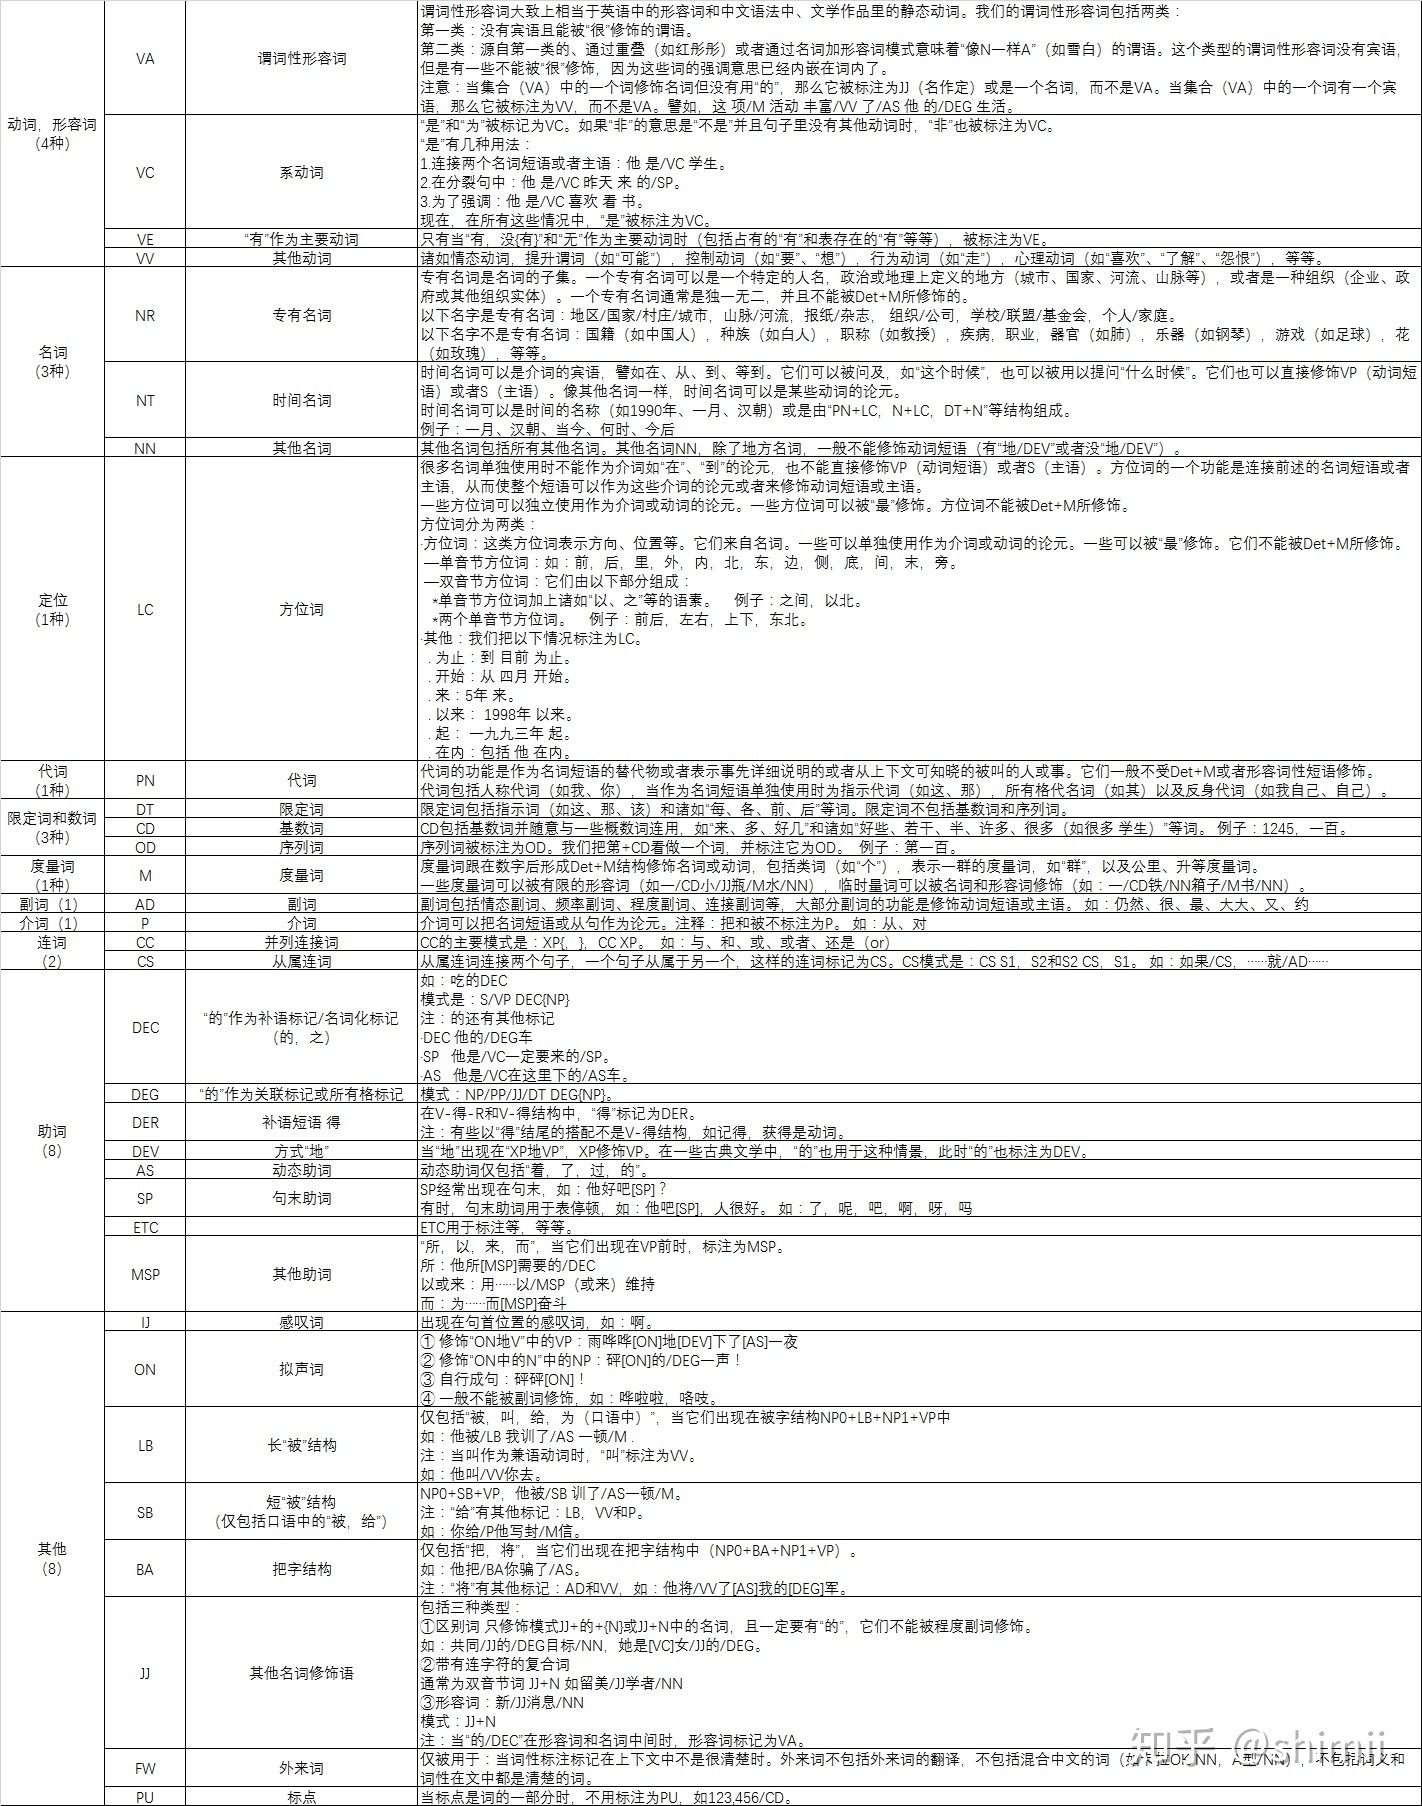 谓词性形容词大致上相当于英语中的形容词和中文语法中、文学作品里的静态动词。我们的谓词性形容词包括两类：
第一类：没有宾语且能被“很”修饰的谓语。
第二类：源自第一类的、通过重叠（如红彤彤）或者通过名词加形容词模式意味着“像N一样A”（如雪白）的谓语。这个类型的谓词性形容词没有宾语，
VA 谓词性形容词
但是有一些不能被“很”修饰，因为这些词的强调意思已经内嵌在词内了。
注意：当集合（VA）中的一个词修饰名词但没有用“的”，那么它被标注为JJ（名作定）或是一个名词，而不是VA。当集合（VA）中的一个词有一个宾
语，那么它被标注为VV，而不是VA。譬如，这 项/M 活动 丰富/VV 了/AS 他 的/DEG 生活。
动词，形容词
（4种）
“是”和“为”被标记为VC。如果“非”的意思是“不是”并且句子里没有其他动词时，“非”也被标注为VC。
“是”有几种用法：
1.连接两个名词短语或者主语：他 是/VC 学生。
VC 系动词
2.在分裂句中：他 是/VC 昨天 来 的/SP。
3.为了强调：他 是/VC 喜欢 看 书。
现在，在所有这些情况中，“是”被标注为VC。
VE “有”作为主要动词 只有当“有，没{有}”和“无”作为主要动词时（包括占有的“有”和表存在的“有”等等），被标注为VE。
VV 其他动词 诸如情态动词，提升谓词（如“可能”），控制动词（如“要”、“想”），行为动词（如“走”），心理动词（如“喜欢”、“了解”、“怨恨”），等等。
专有名词是名词的子集。一个专有名词可以是一个特定的人名，政治或地理上定义的地方（城市、国家、河流、山脉等），或者是一种组织（企业、政
府或其他组织实体）。一个专有名词通常是独一无二，并且不能被Det+M所修饰的。
NR 专有名词
以下名字是专有名词：地区/国家/村庄/城市，山脉/河流，报纸/杂志， 组织/公司，学校/联盟/基金会，个人/家庭。
以下名字不是专有名词：国籍（如中国人），种族（如白人），职称（如教授），疾病，职业，器官（如肺），乐器（如钢琴），游戏（如足球），花
（如玫瑰），等等。
名词
（3种）
时间名词可以是介词的宾语，譬如在、从、到、等到。它们可以被问及，如“这个时候”，也可以被用以提问“什么时候”。它们也可以直接修饰VP（动词短
语）或者S（主语）。像其他名词一样，时间名词可以是某些动词的论元。
NT 时间名词
时间名词可以是时间的名称（如1990年、一月、汉朝）或是由“PN+LC，N+LC，DT+N”等结构组成。
例子：一月、汉朝、当今、何时、今后
NN 其他名词 其他名词包括所有其他名词。其他名词NN，除了地方名词，一般不能修饰动词短语（有“地/DEV”或者没“地/DEV”）。
很多名词单独使用时不能作为介词如“在”、“到”的论元，也不能直接修饰VP（动词短语）或者S（主语）。方位词的一个功能是连接前述的名词短语或者
主语，从而使整个短语可以作为这些介词的论元或者来修饰动词短语或主语。
一些方位词可以独立使用作为介词或动词的论元。一些方位词可以被“最”修饰。方位词不能被Det+M所修饰。
方位词分为两类：
·方位词：这类方位词表示方向、位置等。它们来自名词。一些可以单独使用作为介词或动词的论元。一些可以被“最”修饰。它们不能被Det+M所修饰。
—单音节方位词：如：前，后，里，外，内，北，东，边，侧，底，间，末，旁。
—双音节方位词：它们由以下部分组成：
*单音节方位词加上诸如“以、之”等的语素。 例子：之间，以北。
定位
（1种）
LC 方位词
*两个单音节方位词。 例子：前后，左右，上下，东北。
·其他：我们把以下情况标注为LC。
. 为止：到 目前 为止。
. 开始：从 四月 开始。
. 来：5年 来。
. 以来： 1998年 以来。
. 起： 一九九三年 起。
. 在内：包括 他 在内。
代词
（1种）
PN 代词
代词的功能是作为名词短语的替代物或者表示事先详细说明的或者从上下文可知晓的被叫的人或事。它们一般不受Det+M或者形容词性短语修饰。
代词包括人称代词（如我、你），当作为名词短语单独使用时为指示代词（如这、那），所有格代名词（如其）以及反身代词（如我自己、自己）。
限定词和数词
（3种）
DT 限定词 限定词包括指示词（如这、那、该）和诸如“每、各、前、后”等词。限定词不包括基数词和序列词。
CD 基数词 CD包括基数词并随意与一些概数词连用，如“来、多、好几”和诸如“好些、若干、半、许多、很多（如很多 学生）”等词。 例子：1245，一百。
OD 序列词 序列词被标注为OD。我们把第+CD看做一个词，并标注它为OD。 例子：第一百。
度量词
（1种）
M 度量词
度量词跟在数字后形成Det+M结构修饰名词或动词，包括类词（如“个”），表示一群的度量词，如“群”，以及公里、升等度量词。
一些度量词可以被有限的形容词（如一/CD小/JJ瓶/M水/NN），临时量词可以被名词和形容词修饰（如：一/CD铁/NN箱子/M书/NN）。
副词（1） AD 副词 副词包括情态副词、频率副词、程度副词、连接副词等，大部分副词的功能是修饰动词短语或主语。 如：仍然、很、最、大大、又、约
介词（1） P 介词 介词可以把名词短语或从句作为论元。注释：把和被不标注为P。 如：从、对
连词
（2）
CC 并列连接词 CC的主要模式是：XP{，}，CC XP。 如：与、和、或、或者、还是（or）
CS 从属连词 从属连词连接两个句子，一个句子从属于另一个，这样的连词标记为CS。CS模式是：CS S1，S2和S2 CS，S1。 如：如果/CS，……就/AD……
如：吃的DEC
模式是：S/VP DEC{NP}
DEC “的”作为补语标记/名词化标记
（的，之）
注：的还有其他标记
·DEC 他的/DEG车
·SP 他是/VC一定要来的/SP。
·AS 他是/VC在这里下的/AS车。
DEG “的”作为关联标记或所有格标记 模式：NP/PP/JJ/DT DEG{NP}。
助词
（8）
DER 补语短语 得
在V-得-R和V-得结构中，“得”标记为DER。
注：有些以“得”结尾的搭配不是V-得结构，如记得，获得是动词。
DEV 方式“地” 当“地”出现在“XP地VP”，XP修饰VP。在一些古典文学中，“的”也用于这种情景，此时“的”也标注为DEV。
AS 动态助词 动态助词仅包括“着，了，过，的”。
SP 句末助词
SP经常出现在句末，如：他好吧[SP]？
有时，句末助词用于表停顿，如：他吧[SP]，人很好。 如：了，呢，吧，啊，呀，吗
ETC ETC用于标注等，等等。
“所，以，来，而”，当它们出现在VP前时，标注为MSP。
MSP 其他助词
所：他所[MSP]需要的/DEC
以或来：用……以/MSP（或来）维持
而：为……而[MSP]奋斗
IJ 感叹词 出现在句首位置的感叹词，如：啊。
① 修饰“ON地V”中的VP：雨哗哗[ON]地[DEV]下了[AS]一夜
ON 拟声词
② 修饰“ON中的N”中的NP：砰[ON]的/DEG一声！
③ 自行成句：砰砰[ON]！
④ 一般不能被副词修饰，如：哗啦啦，咯吱。
仅包括“被，叫，给，为（口语中）”，当它们出现在被字结构NP0+LB+NP1+VP中
LB 长“被”结构
如：他被/LB 我训了/AS 一顿/M .
注：当叫作为兼语动词时，“叫”标注为VV。
如：他叫/VV你去。
NP0+SB+VP，他被/SB 训了/AS一顿/M。
SB 短“被”结构
（仅包括口语中的“被，给”）
注：“给”有其他标记：LB，VV和P。
如：你给/P他写封/M信。
其他
（8）
仅包括“把，将”，当它们出现在把字结构中（NP0+BA+NP1+VP）。
BA 把字结构
如：他把/BA你骗了/AS。
注：“将”有其他标记：AD和VV，如：他将/VV了[AS]我的[DEG]军。
包括三种类型：
①区别词 只修饰模式JJ+的+{N}或JJ+N中的名词，且一定要有“的”，它们不能被程度副词修饰。
如：共同/JJ的/DEG目标/NN，她是[VC]女/JJ的/DEG。
②带有连字符的复合词
JJ 其他名词修饰语
通常为双音节词 JJ+N 如留美/JJ学者/NN
③形容词：新/JJ消息/NN
模式：JJ+N
注：当“的/DEC”在形容词和名词中间时，形容词标记为VA。
FW 外来词
仅被用于：当词性标注标记在上下文中不是很清楚时。外来词不包括外来词的翻译，不包括混合中文的词（如卡拉OK/NN，A型/NN），不包括词义和
词性在文中都是清楚的词。
PU 标点 当标点是词的一部分时，不用标注为PU，如123,456/CD。
知乎 @shimji